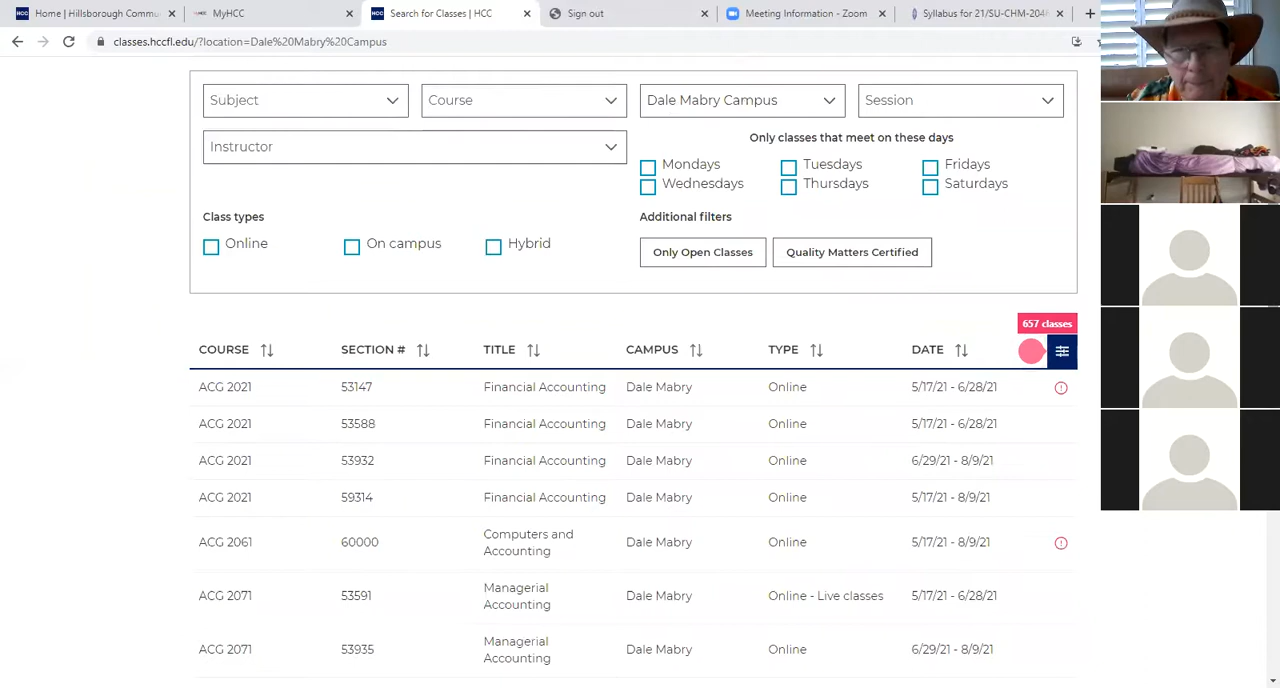 Home | Hillsborough Commu
MyHCC
Search for Classes | HCC
Sign out
Meeting Information - Zoom
Syllabus for 21/SU-CHM-204
classes.hccfl.edu/?location=Dale%20Mabry%20Campus
Subject Course Dale Mabry Campus Session
Instructor
Only classes that meet on these days
Mondays Tuesdays Fridays
Wednesdays Thursdays Saturdays
Class types
Additional filters
Online On campus Hybrid
Only Open Classes Quality Matters Certified
657 classes
COURSE SECTION # TITLE CAMPUS TYPE DATE
ACG 2021 53147 Financial Accounting Dale Mabry Online 5/17/21 - 6/28/21
ACG 2021 53588 Financial Accounting Dale Mabry Online 5/17/21 - 6/28/21
ACG 2021 53932 Financial Accounting Dale Mabry Online 6/29/21 - 8/9/21
ACG 2021 59314 Financial Accounting Dale Mabry Online 5/17/21 - 8/9/21
ACG 2061 60000 Computers and Accounting Dale Mabry Online 5/17/21 - 8/9/21
ACG 2071 53591 Managerial Accounting Dale Mabry Online - Live classes 5/17/21 - 6/28/21
ACG 2071 53935 Managerial Accounting Dale Mabry Online 6/29/21 - 8/9/21